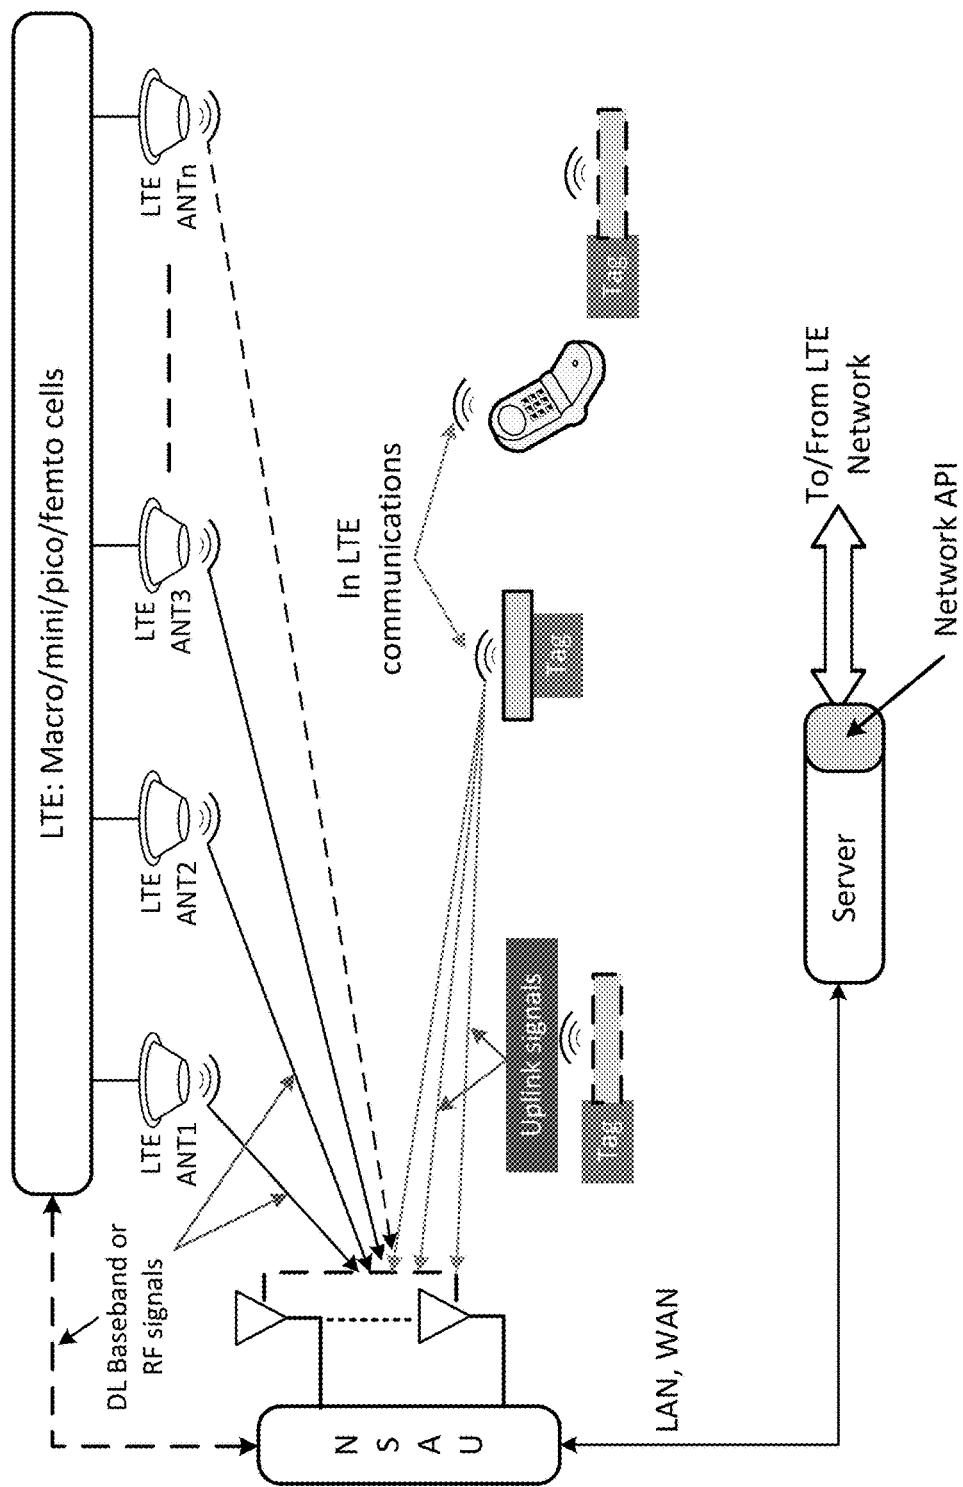 LTE: Macro/mini/pico/femto cells
LTE
ANT1
LTE
ANT2
LTE
ANT3
LTE
ANTn
DL Baseband or
RF signals
In LTE
communications
N
S
A
U
Uplink signals
Tag
Tag
Tag
LAN, WAN
Server
To/From LTE
Network
Network API